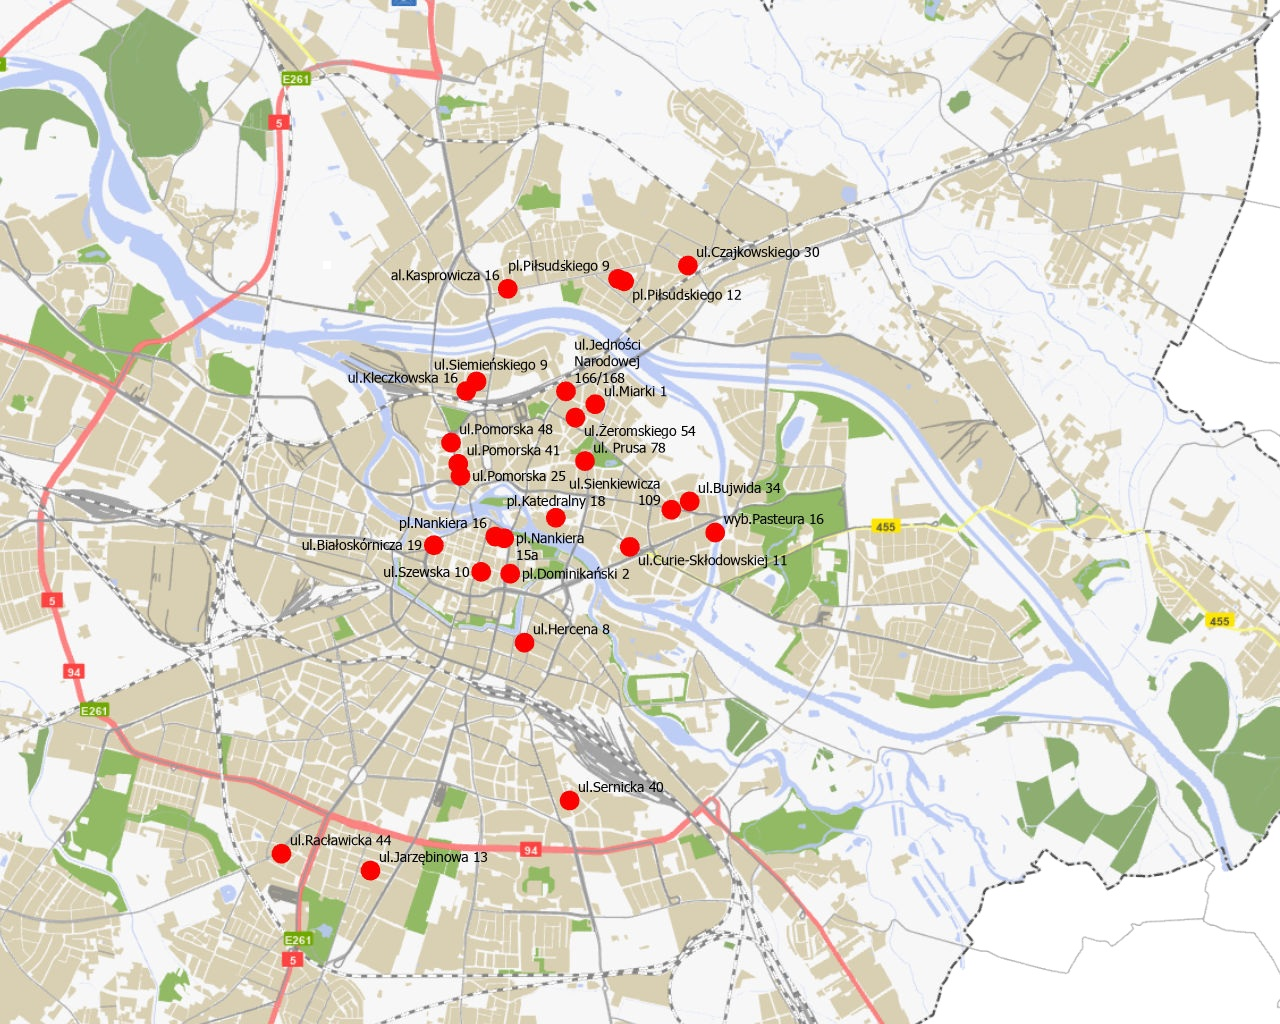 E261
5
ul.Czajkowskiego 30
pl.Piłsudskiego 9
al.Kasprowicza 16
pl.Piłsudskiego 12
ul.Jedności
Narodowej
166/168
ul.Siemieńskiego 9
ul.Kleczkowska 16
ul.Miarki 1
ul.Pomorska 48
ul.Żeromskiego 54
ul. Prusa 78
ul.Pomorska 41
ul.Pomorska 25
ul.Sienkiewicza
109
ul.Bujwida 34
pl.Katedralny 18
wyb.Pasteura 16
455
pl.Nankiera 16
pl.Nankiera
15a
ul.Białoskórnicza 19
ul.Curie-Skłodowskiej 11
ul.Szewska 10
pl.Dominikański 2
5
455
ul.Hercena 8
94
E261
ul.Sernicka 40
ul.Racławicka 44
94
ul.Jarzębinowa 13
E261
5